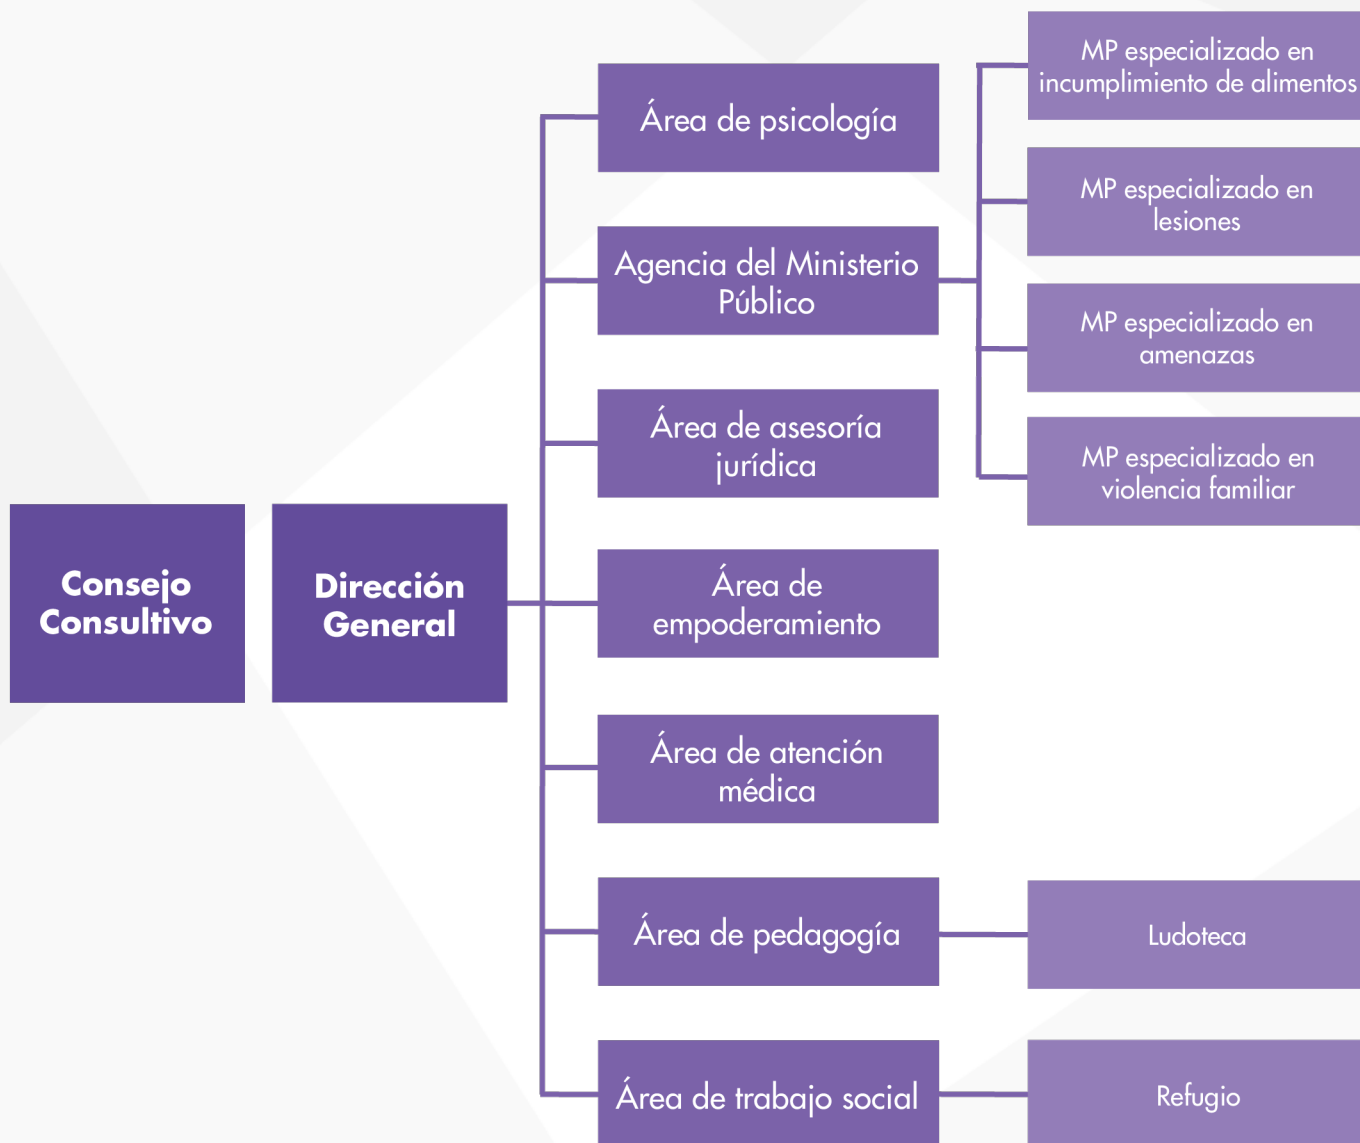 Consejo
Consultivo
Dirección
General
Área de psicología
Agencia del Ministerio
Público
Área de asesoría
jurídica
Área de
empoderamiento
Área de atención
médica
Área de pedagogía
Área de trabajo social
MP especializado en
incumplimiento de alimentos
MP especializado en
lesiones
MP especializado en
amenazas
MP especializado en
violencia familiar
Ludoteca
Refugio